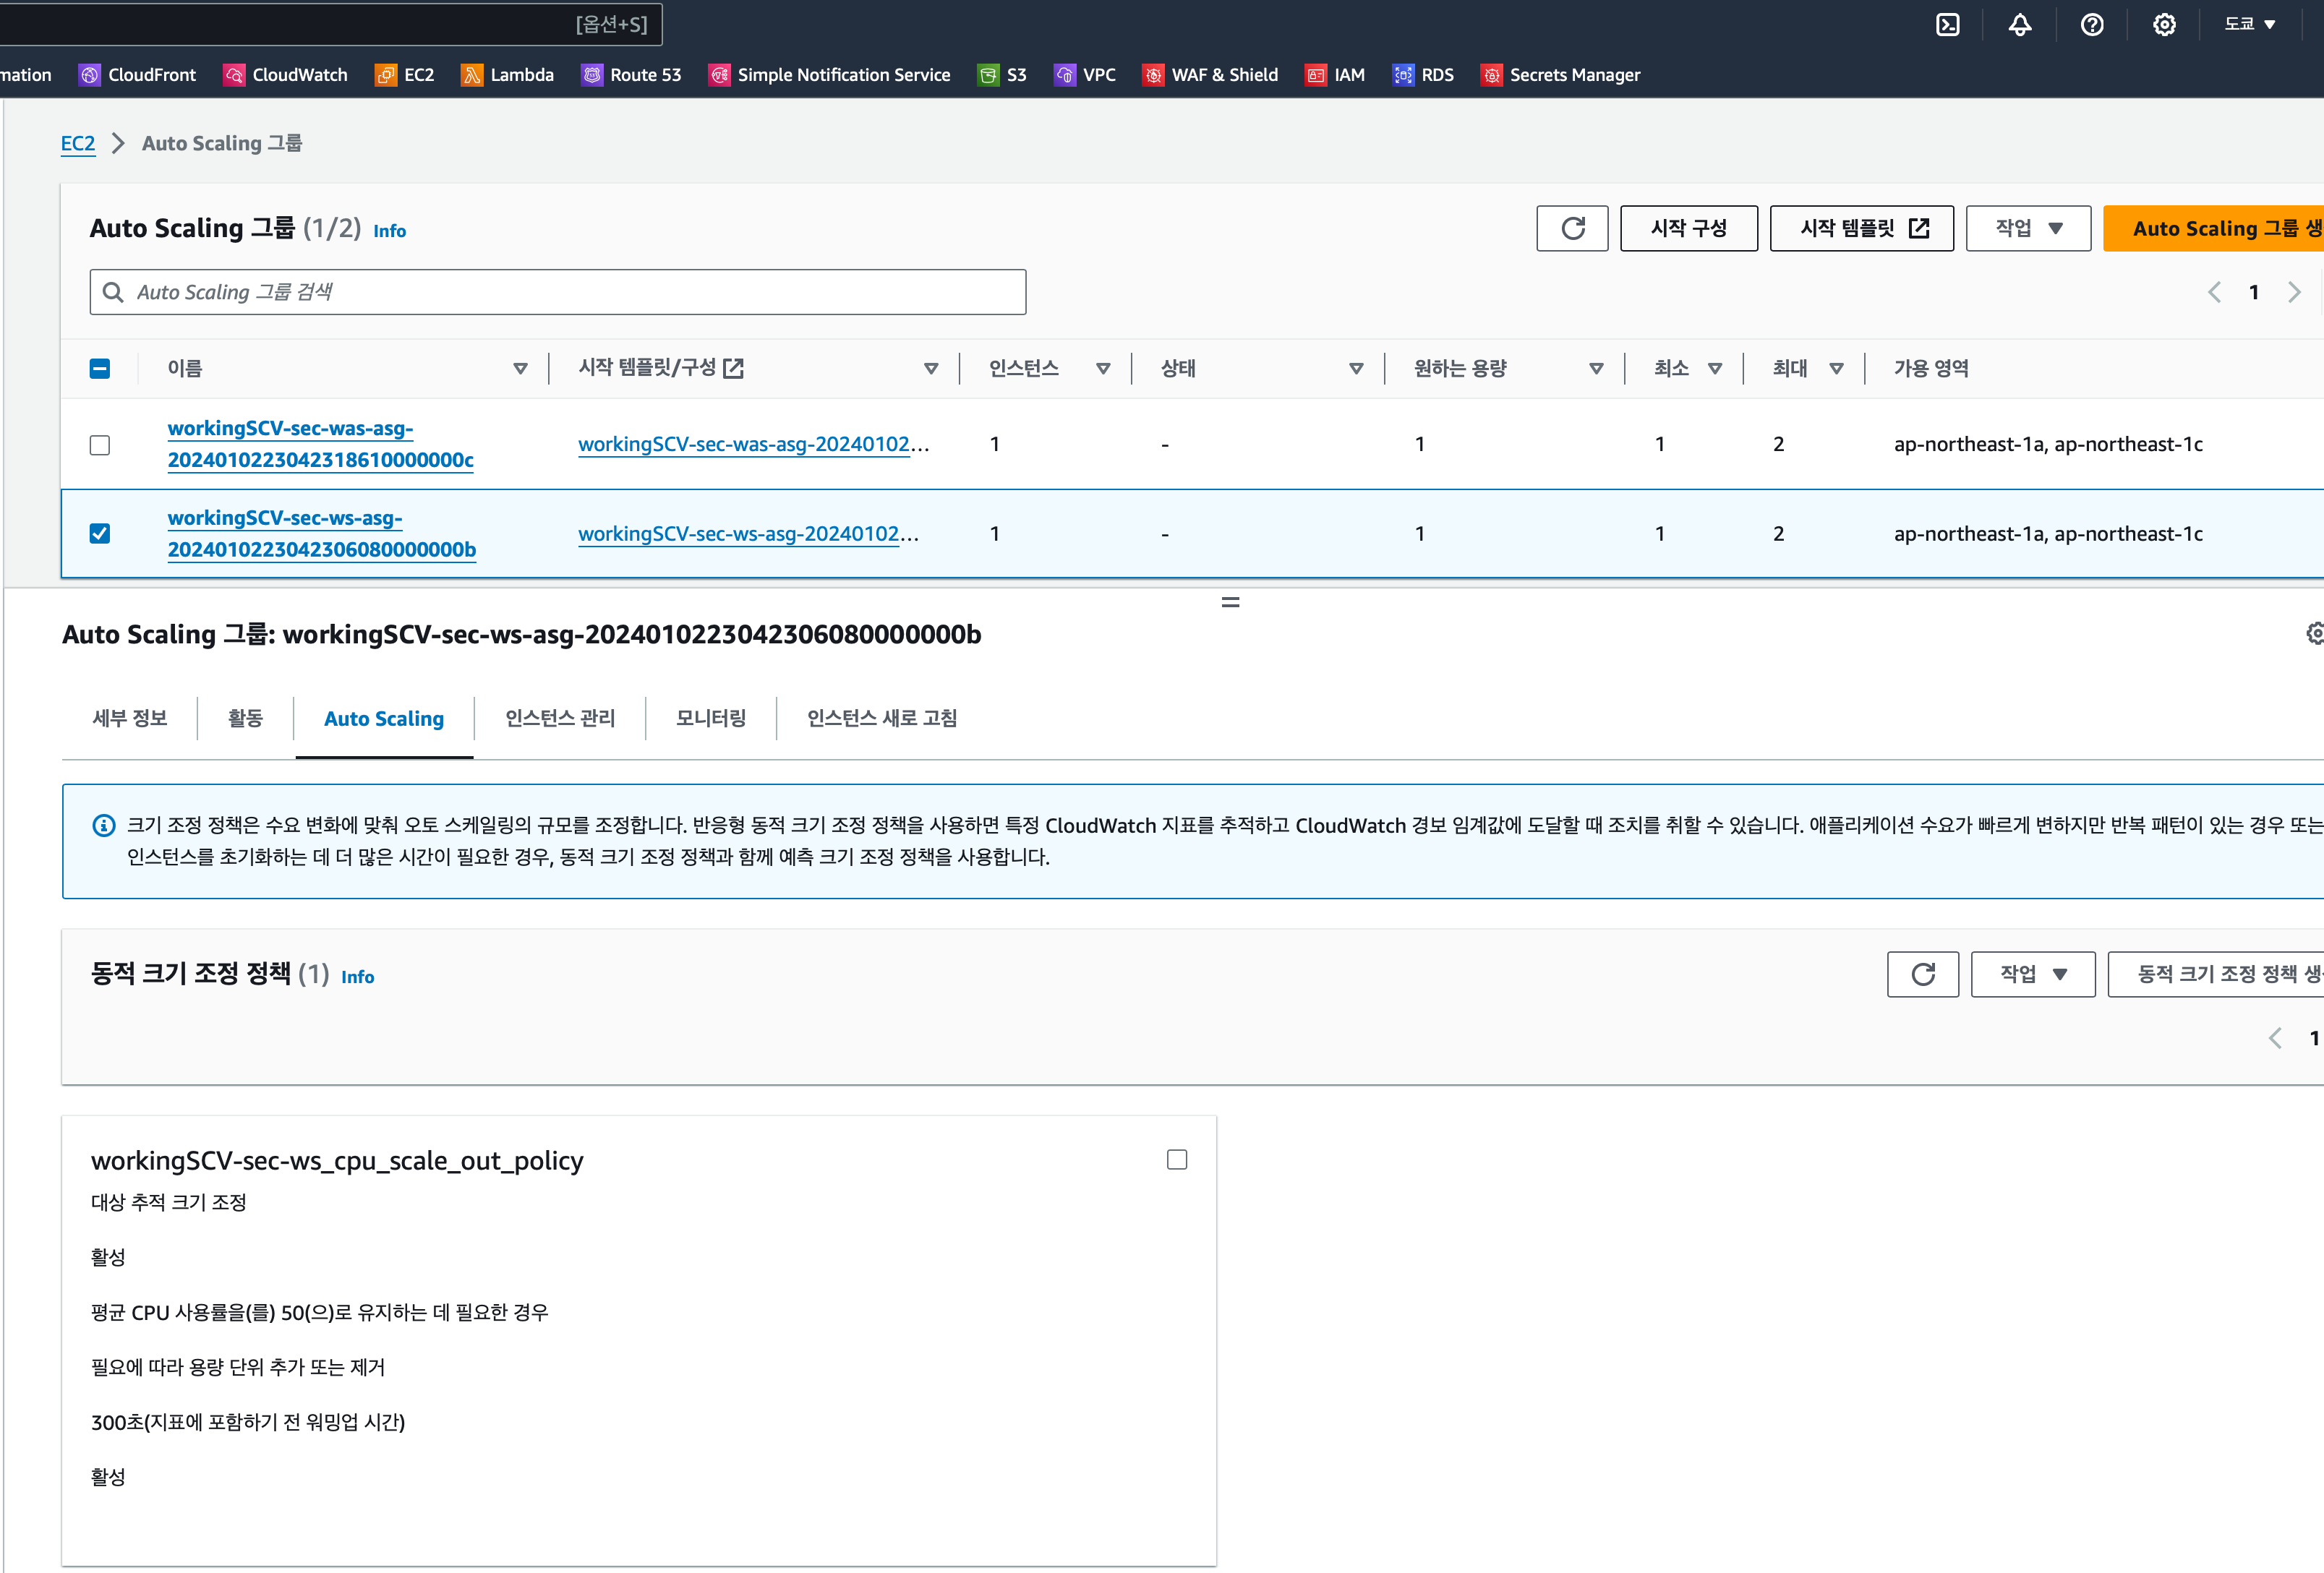 [옵션+S]
도쿄
mation
CloudFront
CloudWatch
EC2
Lambda
Route 53
Simple Notification Service
S3
VPC
WAF & Shield
IAM
RDS
Secrets Manager
EC2
Auto Scaling 그룹
Auto Scaling 그룹 (1/2) Info
시작 구성
시작 템플릿
작업
Auto Scaling 그룹 생
Auto Scaling 그룹 검색
1
이름
시작 템플릿/구성
인스턴스
상태
원하는 용량
최소
최대
가용 영역
workingSCV-sec-was-asg-
20240102230423186100000000c
workingSCV-sec-was-asg-20240102...
1
-
1
1
2
ap-northeast-1a, ap-northeast-1c
workingSCV-sec-ws-asg-
20240102230423060800000000b
workingSCV-sec-ws-asg-20240102...
1
-
1
1
2
ap-northeast-1a, ap-northeast-1c
Auto Scaling 그룹: workingSCV-sec-ws-asg-20240102230423060800000000b
세부 정보
활동
Auto Scaling
인스턴스 관리
모니터링
인스턴스 새로 고침
크기 조정 정책은 수요 변화에 맞춰 오토 스케일링의 규모를 조정합니다. 반응형 동적 크기 조정 정책을 사용하면 특정 CloudWatch 지표를 추적하고 CloudWatch 경보 임계값에 도달할 때 조치를 취할 수 있습니다. 애플리케이션 수요가 빠르게 변하지만 반복 패턴이 있는 경우 또는
인스턴스를 초기화하는 데 더 많은 시간이 필요한 경우, 동적 크기 조정 정책과 함께 예측 크기 조정 정책을 사용합니다.
동적 크기 조정 정책 (1) Info
작업
동적 크기 조정 정책 생
1
workingSCV-sec-ws_cpu_scale_out_policy
대상 추적 크기 조정
활성
평균 CPU 사용률을(를) 50(으)로 유지하는 데 필요한 경우
필요에 따라 용량 단위 추가 또는 제거
300초(지표에 포함하기 전 워밍업 시간)
활성